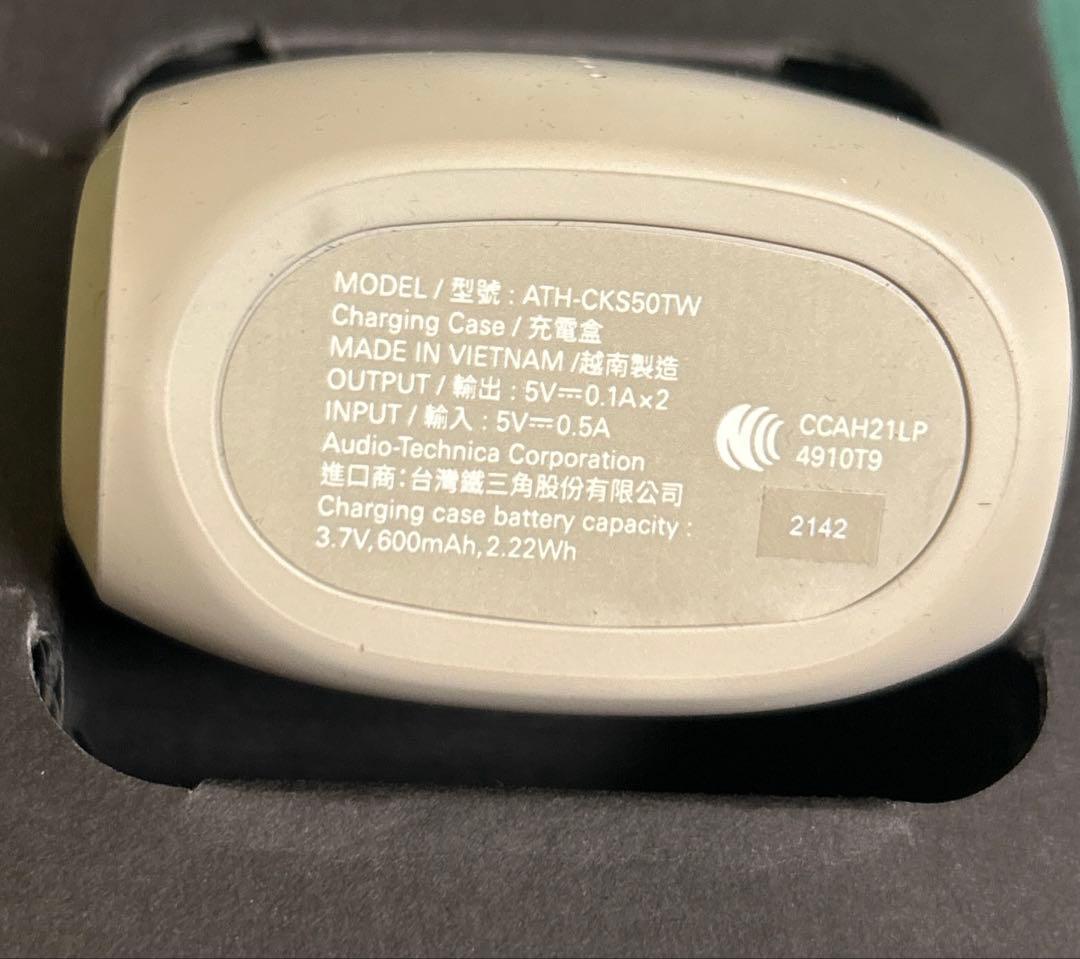 MODEL / 型號 : ATH-CKS50TW
Charging Case / 充電盒
MADE IN VIETNAM /越南製造
OUTPUT / 輸出 : 5V⎓0.1A×2
INPUT / 輸入 : 5V⎓0.5A
Audio-Technica Corporation
進口商:台灣鐵三角股份有限公司
Charging case battery capacity :
3.7V,600mAh,2.22Wh
CCAH21LP
4910T9
2142